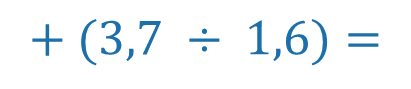 + (3,7 ÷ 1,6) =